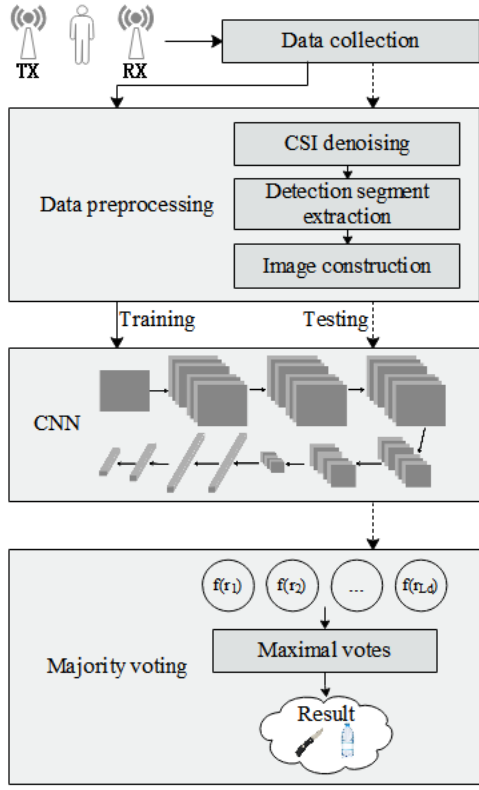 TX
RX
Data collection
Data preprocessing
CSI denoising
Detection segment
extraction
Image construction
Training
Testing
CNN
f(r1)
f(r2)
...
f(rLd)
Majority voting
Maximal votes
Result